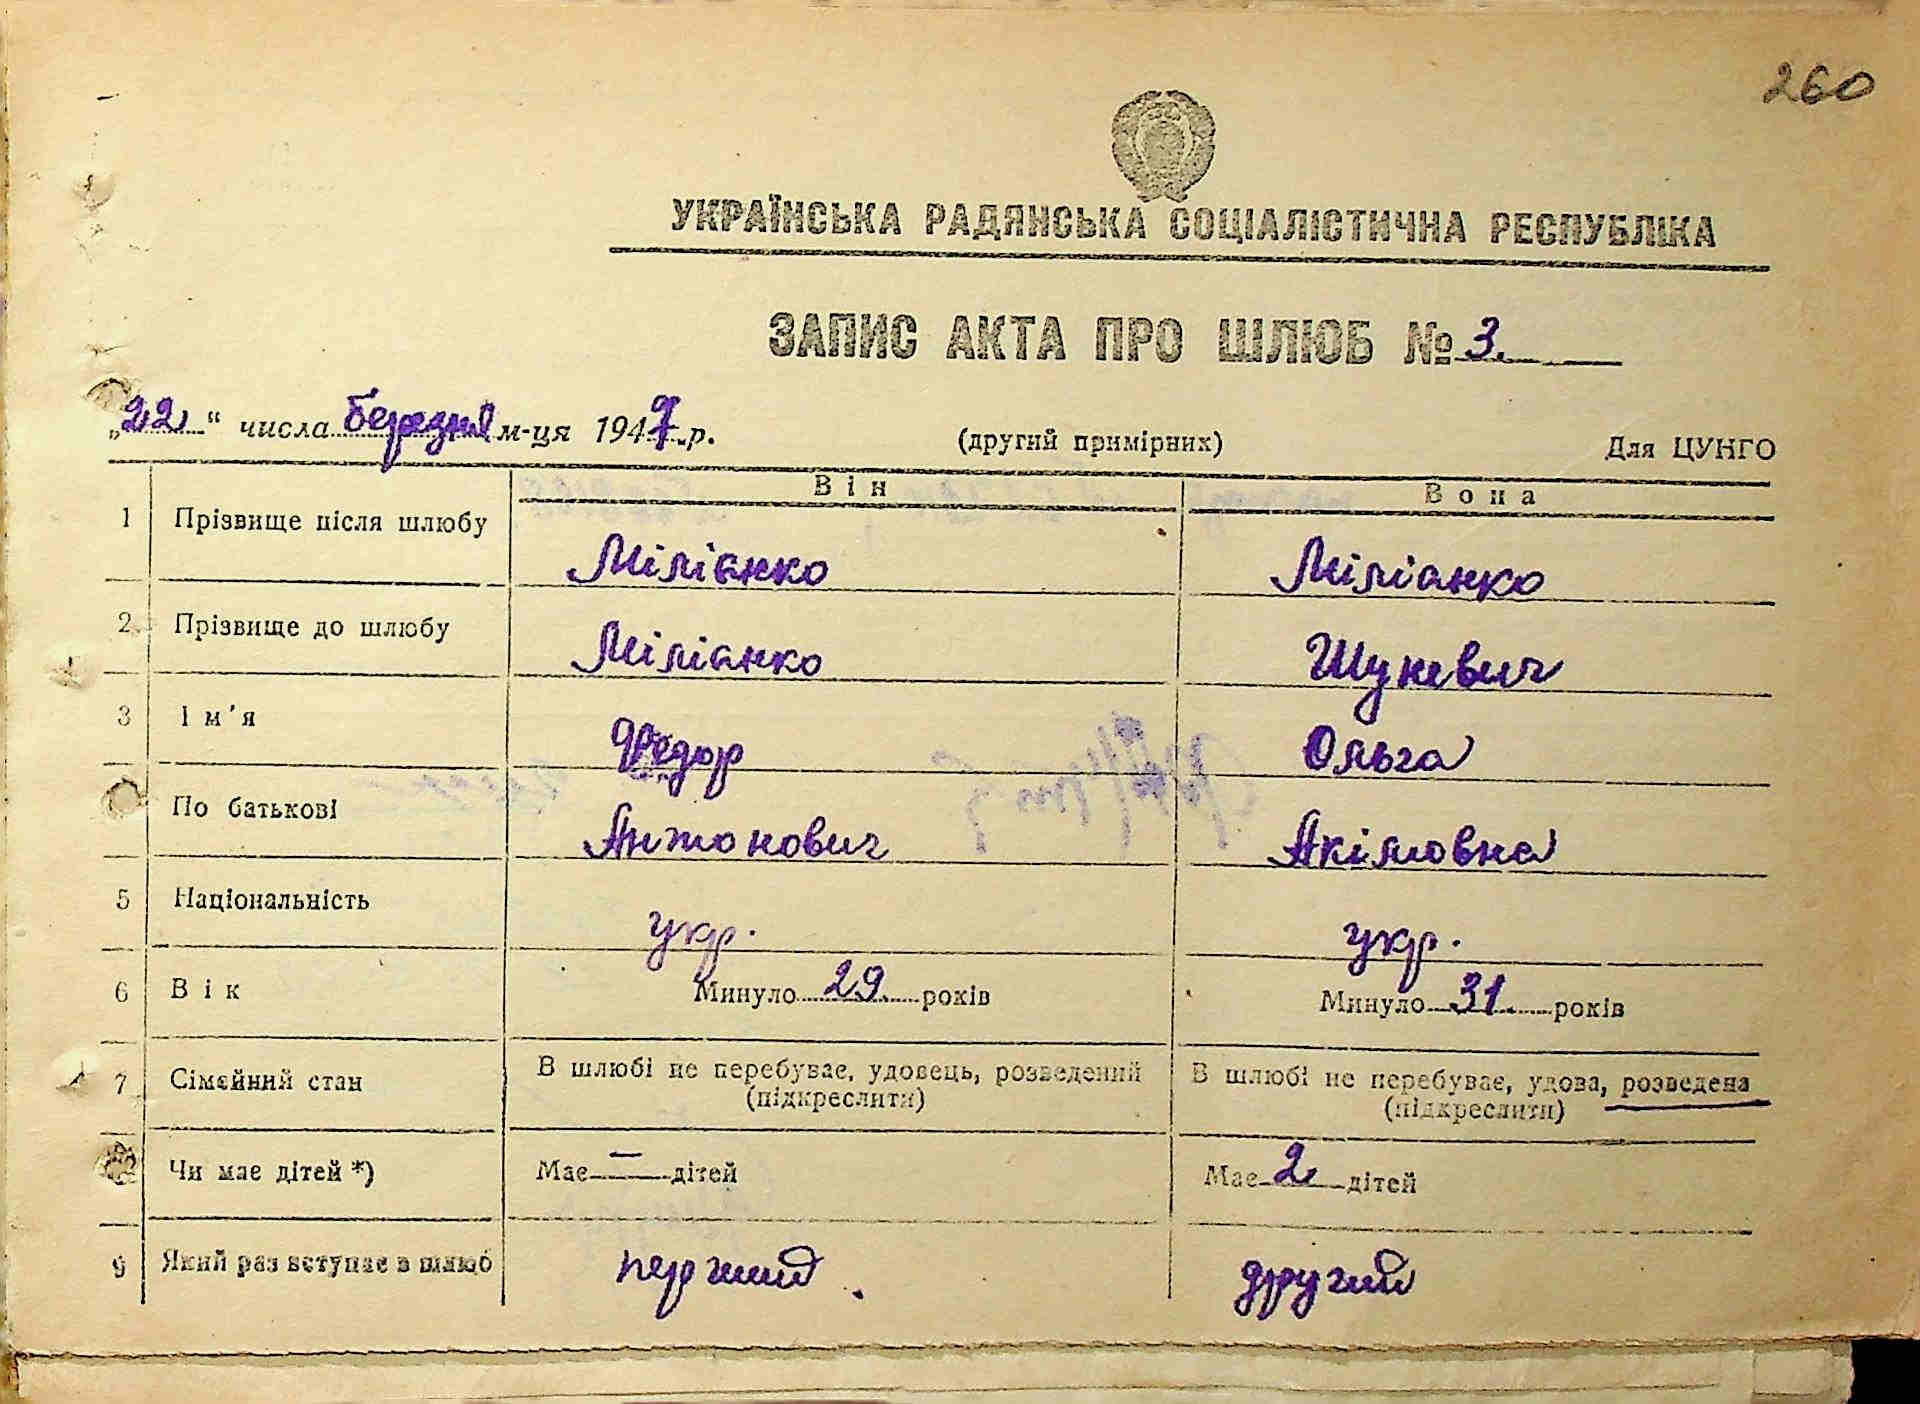 260
УКРАЇНСЬКА РАДЯНСЬКА СОЦІАЛІСТИЧНА РЕСПУБЛІКА
ЗАПИС АКТА ПРО ШЛЮБ № 3.
„22“ числа березня м-ця 1947 р. (другий примірних) Для ЦУНГО
Він Вона
1 Прізвище після шлюбу Міліанко Міліанко
2 Прізвище до шлюбу Міліанко Шукевич
3 Ім'я Федор Ольга
По батькові Антонович Акімовна
5 Національність укр. укр.
6 Вік Минуло 29 років Минуло 31 років
7 Сімейний стан В шлюбі не перебуває, удовець, розведений (підкреслити) В шлюбі не перебуває, удова, розведена (підкреслити)
Чи має дітей *) Має — дітей Має 2 дітей
9 Який раз вступає в шлюб перший. другий